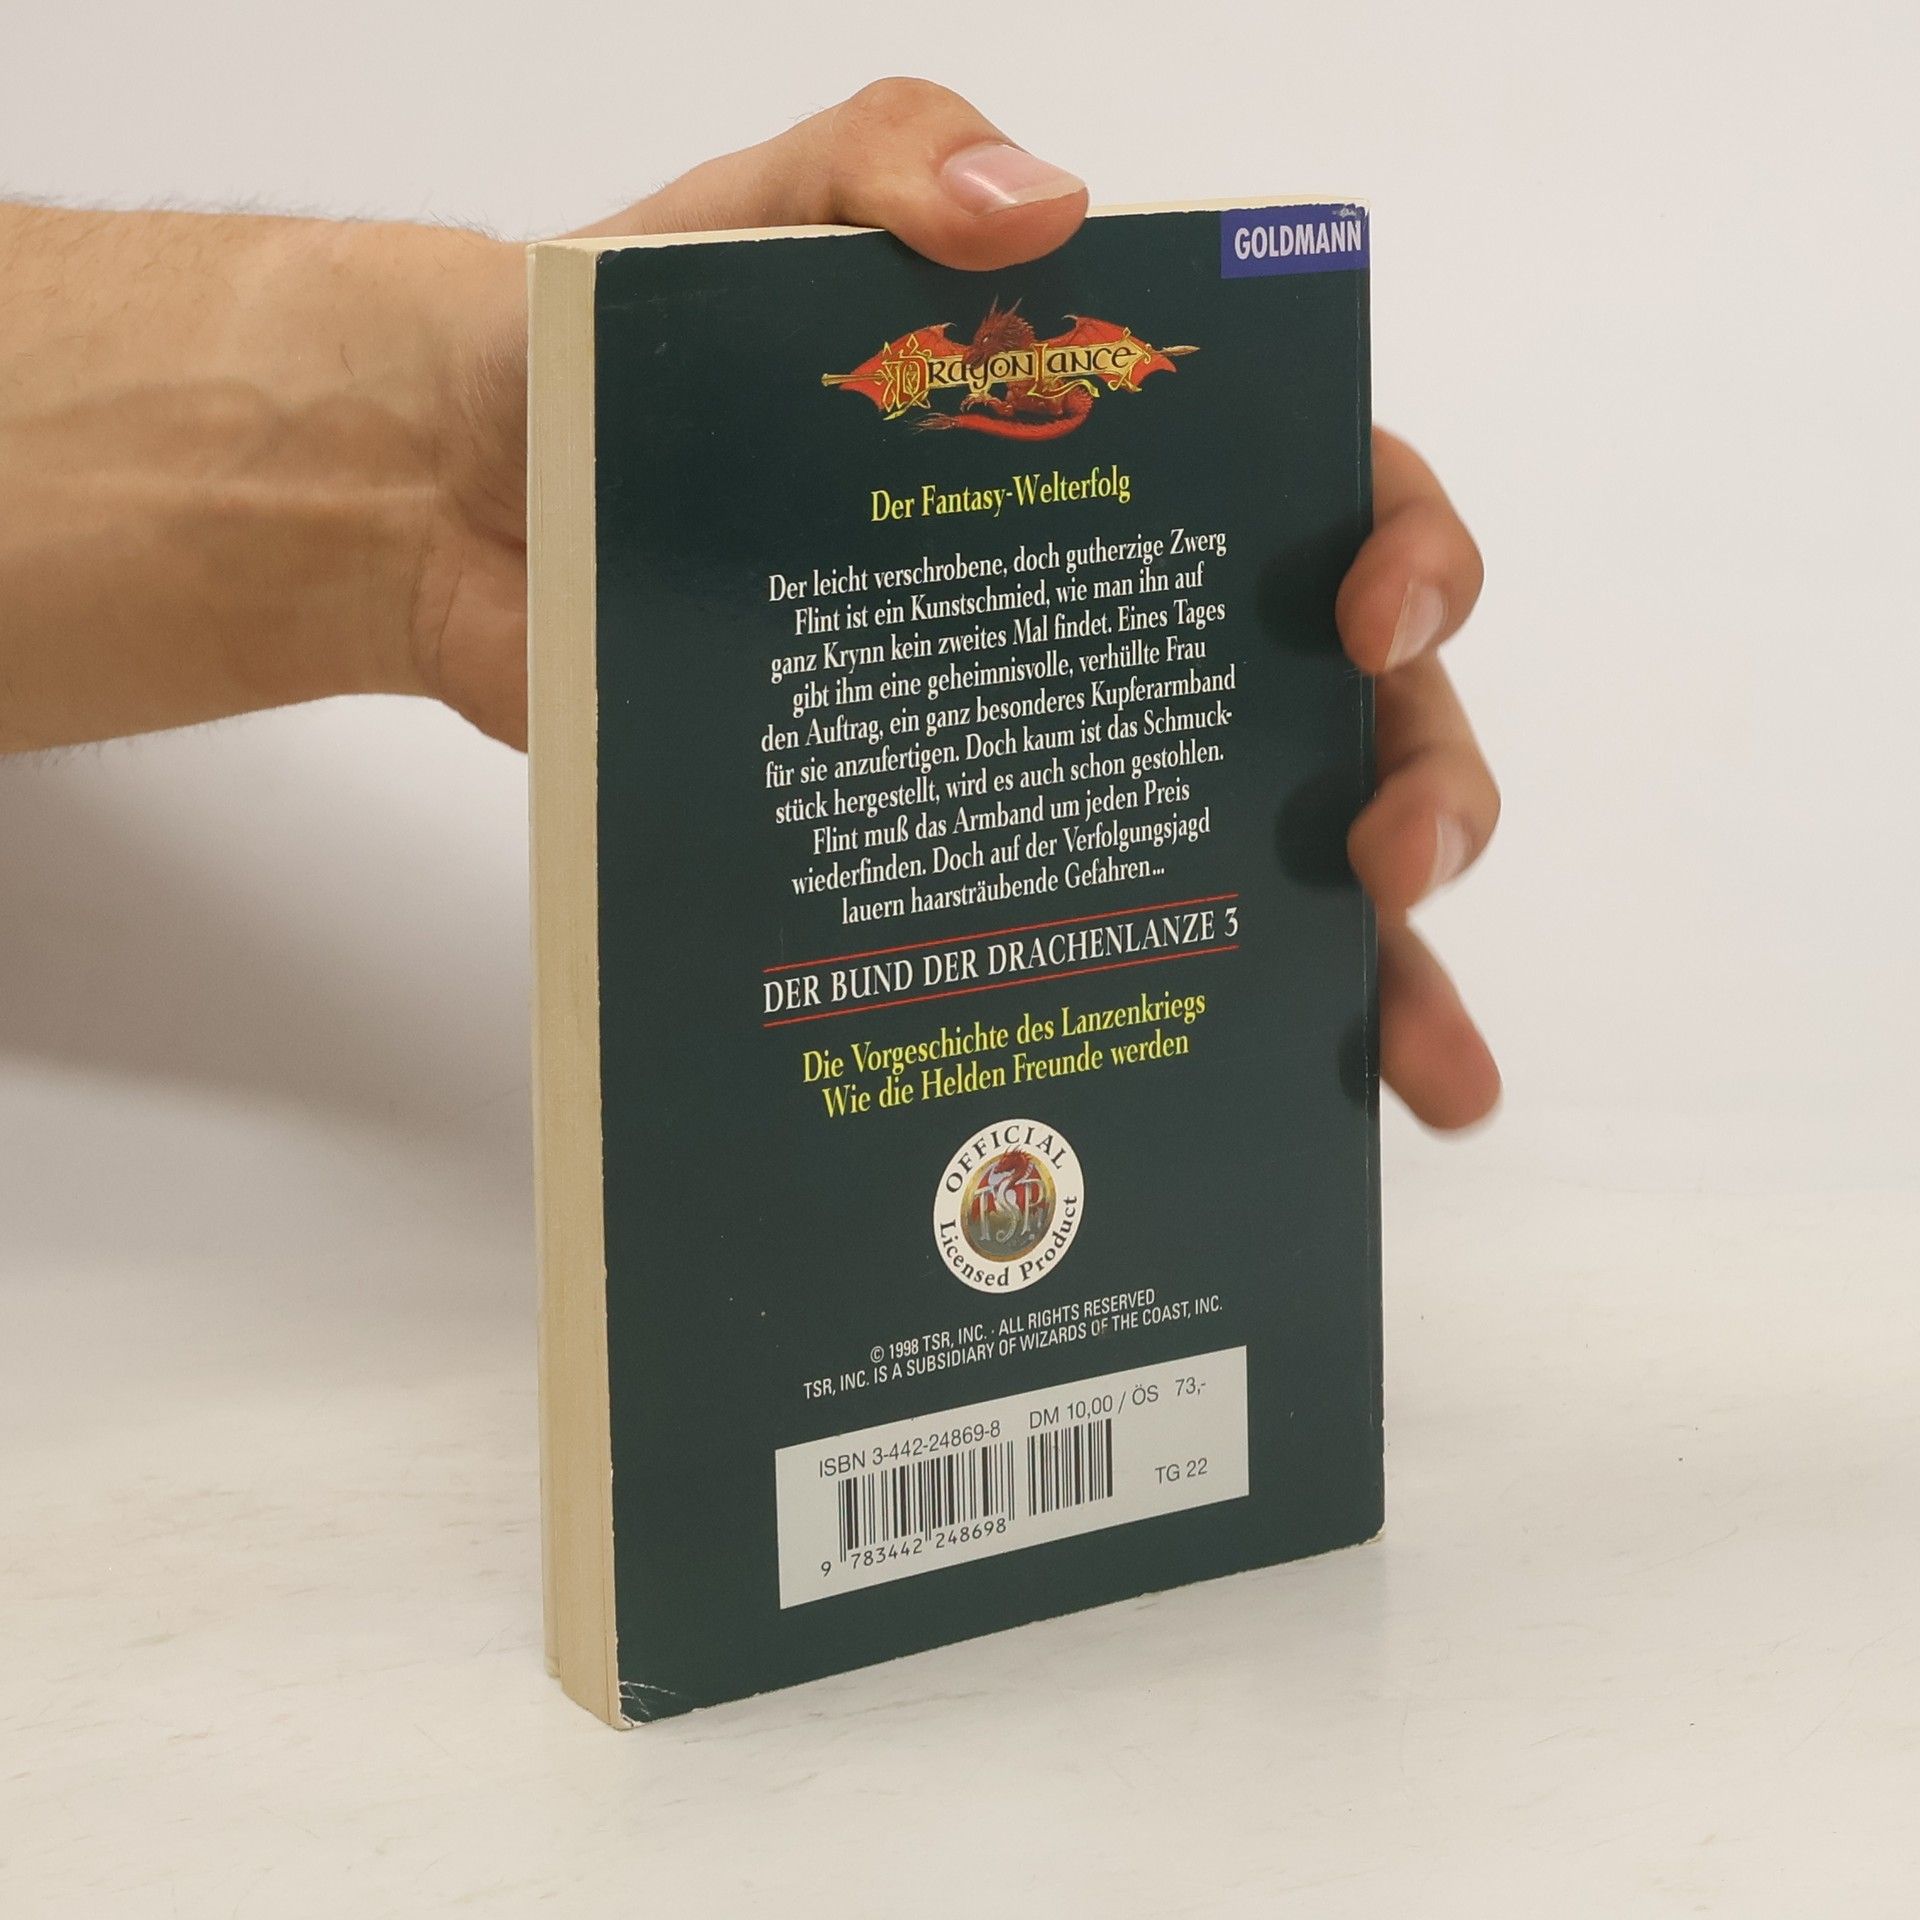 GOLDMANN
DRAGONLANCE
Der Fantasy-Welterfolg
Der leicht verschrobene, doch gutherzige Zwerg
Flint ist ein Kunstschmied, wie man ihn auf
ganz Krynn kein zweites Mal findet. Eines Tages
gibt ihm eine geheimnisvolle, verhüllte Frau
den Auftrag, ein ganz besonderes Kupferarmband
für sie anzufertigen. Doch kaum ist das Schmuck-
stück hergestellt, wird es auch schon gestohlen.
Flint muß das Armband um jeden Preis
wiederfinden. Doch auf der Verfolgungsjagd
lauern haarsträubende Gefahren...
DER BUND DER DRACHENLANZE 3
Die Vorgeschichte des Lanzenkriegs
Wie die Helden Freunde werden
OFFICIAL
TSR
Licensed Product
© 1998 TSR, INC. · ALL RIGHTS RESERVED
TSR, INC. IS A SUBSIDIARY OF WIZARDS OF THE COAST, INC.
ISBN 3-442-24869-8 DM 10,00 / ÖS 73,-
TG 22
9 783442 248698